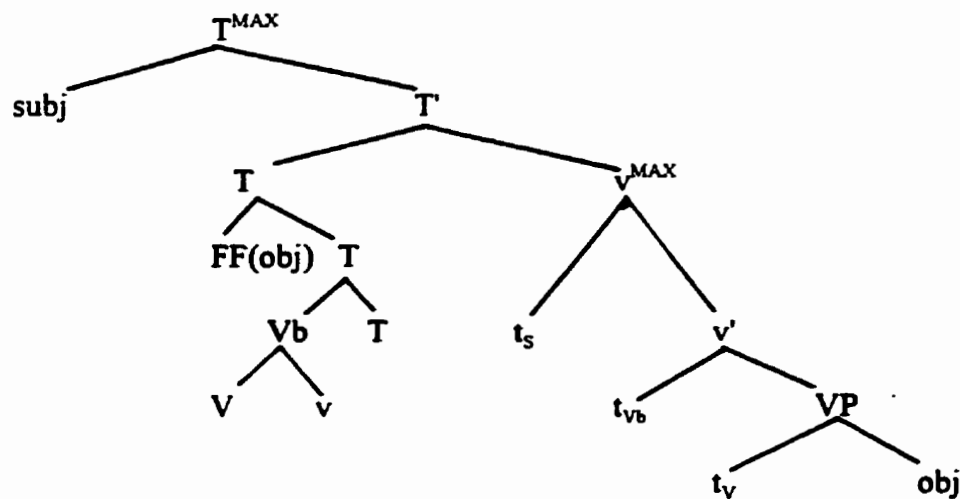 T^MAX
subj T'
T v^MAX
FF(obj) T
Vb T t_S v'
V v t_Vb VP
t_V obj